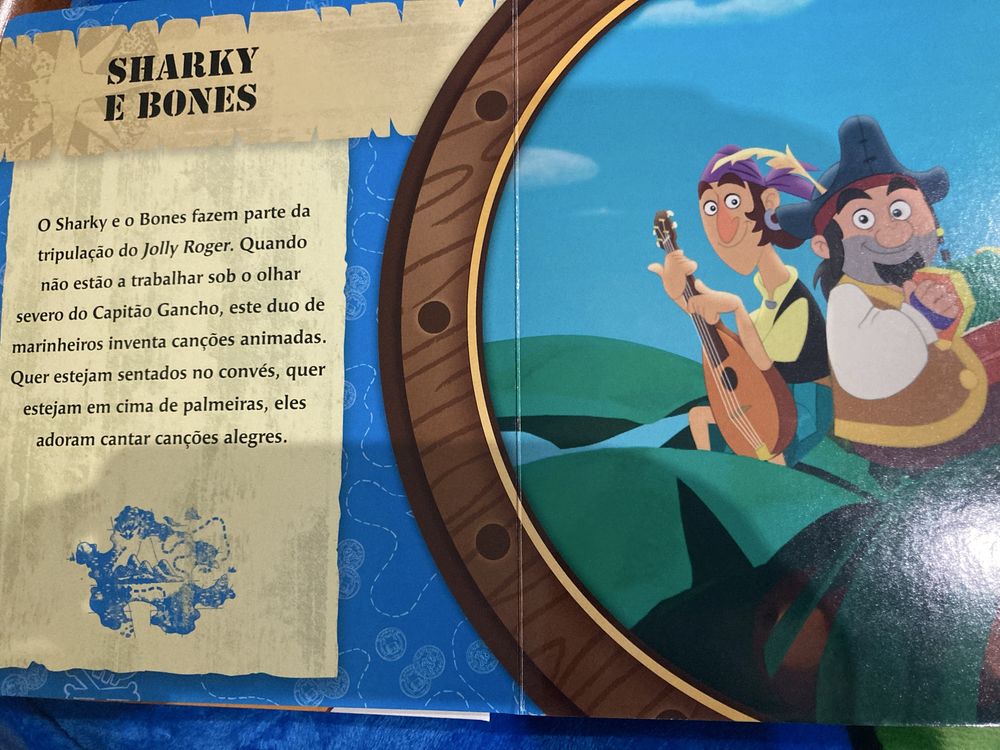 SHARKY
E BONES
O Sharky e o Bones fazem parte da
tripulação do Jolly Roger. Quando
não estão a trabalhar sob o olhar
severo do Capitão Gancho, este duo de
marinheiros inventa canções animadas.
Quer estejam sentados no convés, quer
estejam em cima de palmeiras, eles
adoram cantar canções alegres.